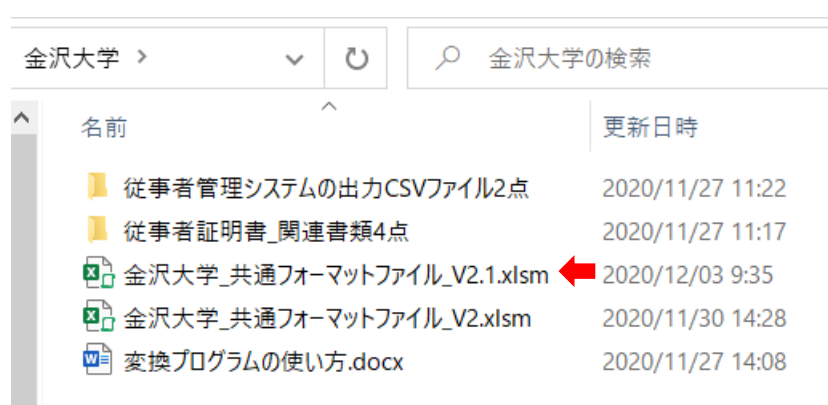 金沢大学
金沢大学の検索
名前 更新日時
従事者管理システムの出力CSVファイル2点 2020/11/27 11:22
従事者証明書_関連書類4点 2020/11/27 11:17
金沢大学_共通フォーマットファイル_V2.1.xlsm 2020/12/03 9:35
金沢大学_共通フォーマットファイル_V2.xlsm 2020/11/30 14:28
変換プログラムの使い方.docx 2020/11/27 14:08